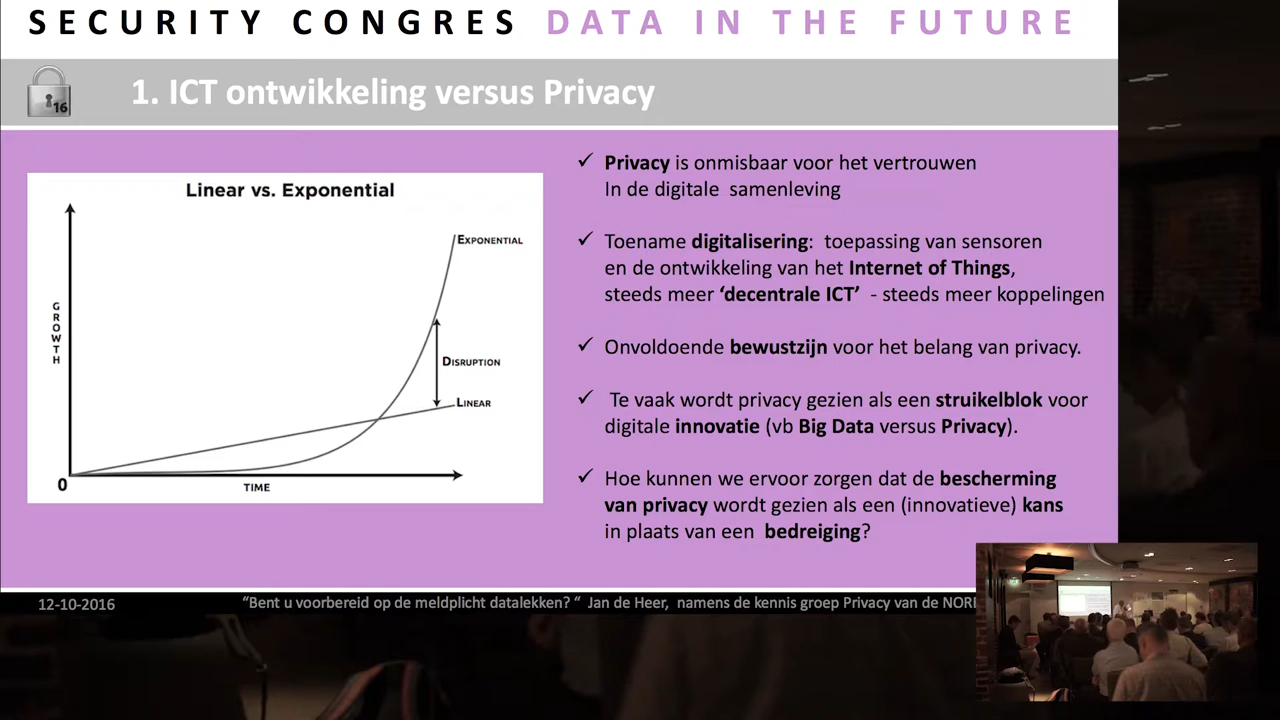 SECURITY CONGRES DATA IN THE FUTURE
16
1. ICT ontwikkeling versus Privacy
Linear vs. Exponential
EXPONENTIAL
GROWTH
DISRUPTION
LINEAR
0
TIME
✓ Privacy is onmisbaar voor het vertrouwen
In de digitale samenleving
✓ Toename digitalisering: toepassing van sensoren
en de ontwikkeling van het Internet of Things,
steeds meer ‘decentrale ICT’ - steeds meer koppelingen
✓ Onvoldoende bewustzijn voor het belang van privacy.
✓ Te vaak wordt privacy gezien als een struikelblok voor
digitale innovatie (vb Big Data versus Privacy).
✓ Hoe kunnen we ervoor zorgen dat de bescherming
van privacy wordt gezien als een (innovatieve) kans
in plaats van een bedreiging?
12-10-2016
“Bent u voorbereid op de meldplicht datalekken? “ Jan de Heer, namens de kennis groep Privacy van de